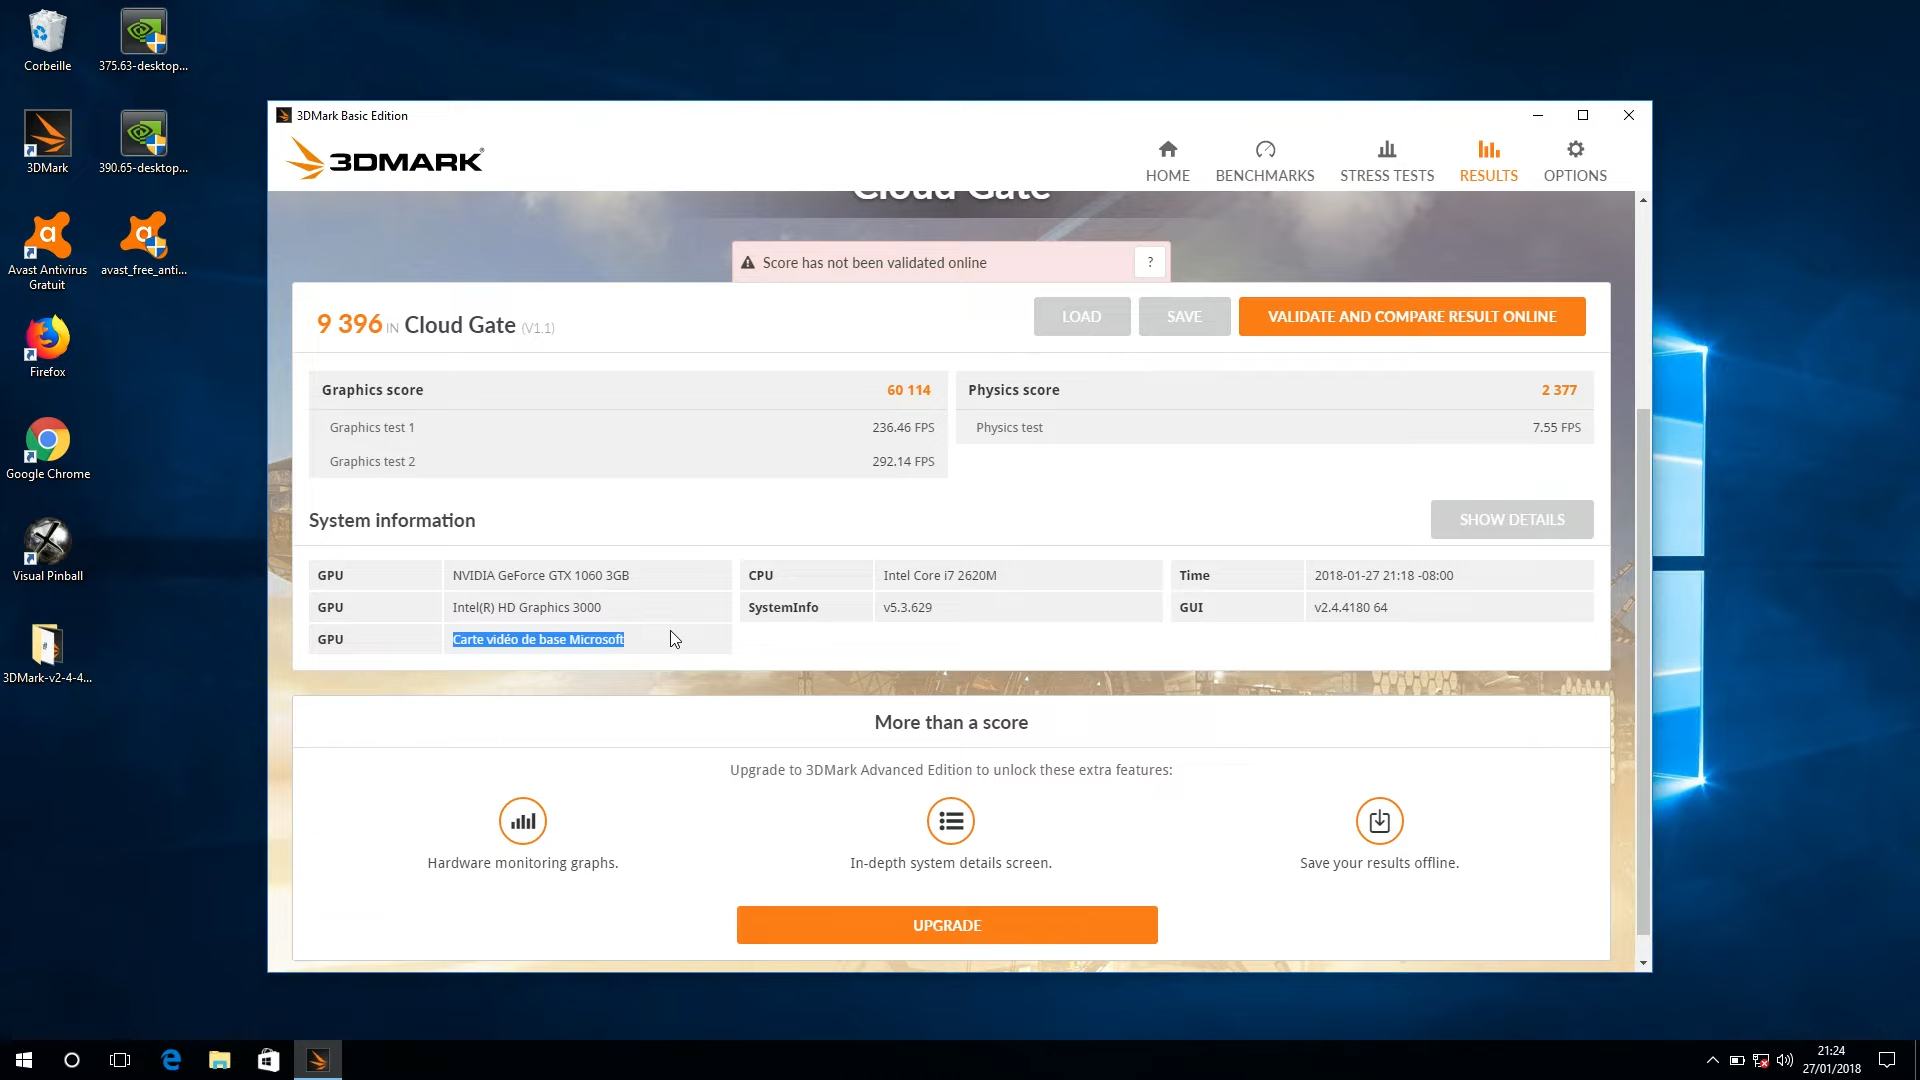 Corbeille
375.63-desktop...
3DMark
390.65-desktop...
Avast Antivirus
Gratuit
avast_free_anti...
Firefox
Google Chrome
Visual Pinball
3DMark-v2-4-4...
3DMark Basic Edition
3DMARK
HOME
BENCHMARKS
STRESS TESTS
RESULTS
OPTIONS
Cloud Gate
Score has not been validated online
?
9 396 IN Cloud Gate (V1.1)
LOAD
SAVE
VALIDATE AND COMPARE RESULT ONLINE
Graphics score 60 114
Graphics test 1 236.46 FPS
Graphics test 2 292.14 FPS
Physics score 2 377
Physics test 7.55 FPS
System information
SHOW DETAILS
GPU NVIDIA GeForce GTX 1060 3GB
GPU Intel(R) HD Graphics 3000
GPU Carte vidéo de base Microsoft
CPU Intel Core i7 2620M
SystemInfo v5.3.629
Time 2018-01-27 21:18 -08:00
GUI v2.4.4180 64
More than a score
Upgrade to 3DMark Advanced Edition to unlock these extra features:
Hardware monitoring graphs.
In-depth system details screen.
Save your results offline.
UPGRADE
21:24
27/01/2018